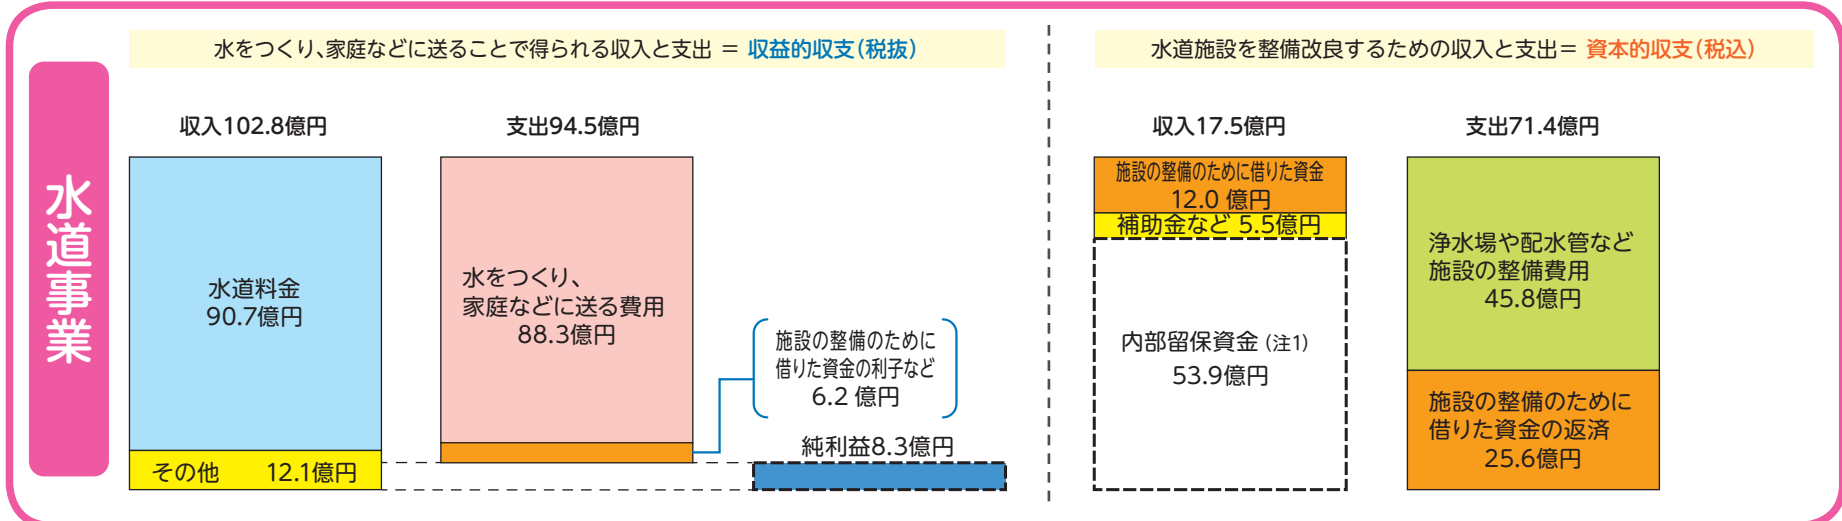 水道事業
水をつくり、家庭などに送ることで得られる収入と支出 = 収益的収支(税抜)
収入102.8億円
支出94.5億円
水道料金
90.7億円
その他 12.1億円
水をつくり、
家庭などに送る費用
88.3億円
施設の整備のために
借りた資金の利子など
6.2 億円
純利益8.3億円
水道施設を整備改良するための収入と支出= 資本的収支(税込)
収入17.5億円
支出71.4億円
施設の整備のために借りた資金
12.0 億円
補助金など 5.5億円
内部留保資金 (注1)
53.9億円
浄水場や配水管など
施設の整備費用
45.8億円
施設の整備のために
借りた資金の返済
25.6億円